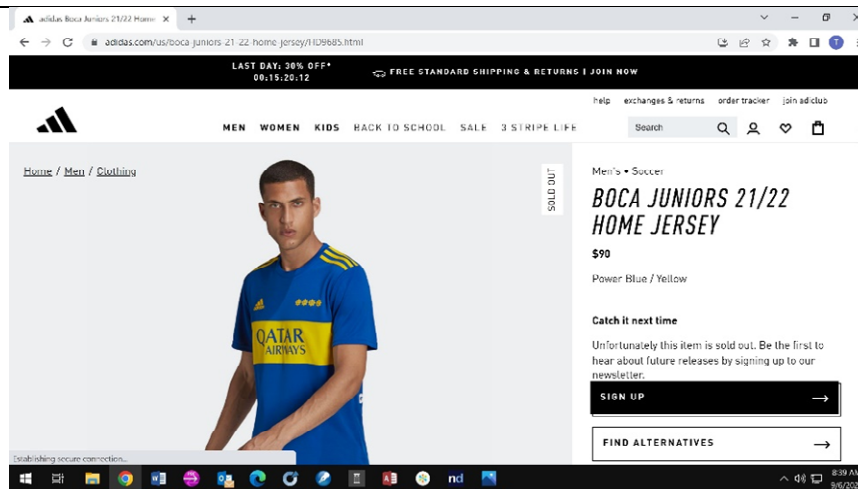 adidas Boca Juniors 21/22 Home
adidas.com/us/boca-juniors-21-22-home-jersey/HD9685.html
T
LAST DAY: 30% OFF*
00:15:20:12
FREE STANDARD SHIPPING & RETURNS | JOIN NOW
help exchanges & returns order tracker join adiclub
MEN WOMEN KIDS BACK TO SCHOOL SALE 3 STRIPE LIFE
Search
Home / Men / Clothing
SOLD OUT
Men's • Soccer
BOCA JUNIORS 21/22
HOME JERSEY
$90
Power Blue / Yellow
Catch it next time
Unfortunately this item is sold out. Be the first to
hear about future releases by signing up to our
newsletter.
SIGN UP
FIND ALTERNATIVES
QATAR
AIRWAYS
Establishing secure connection...
nd
8:39 AM